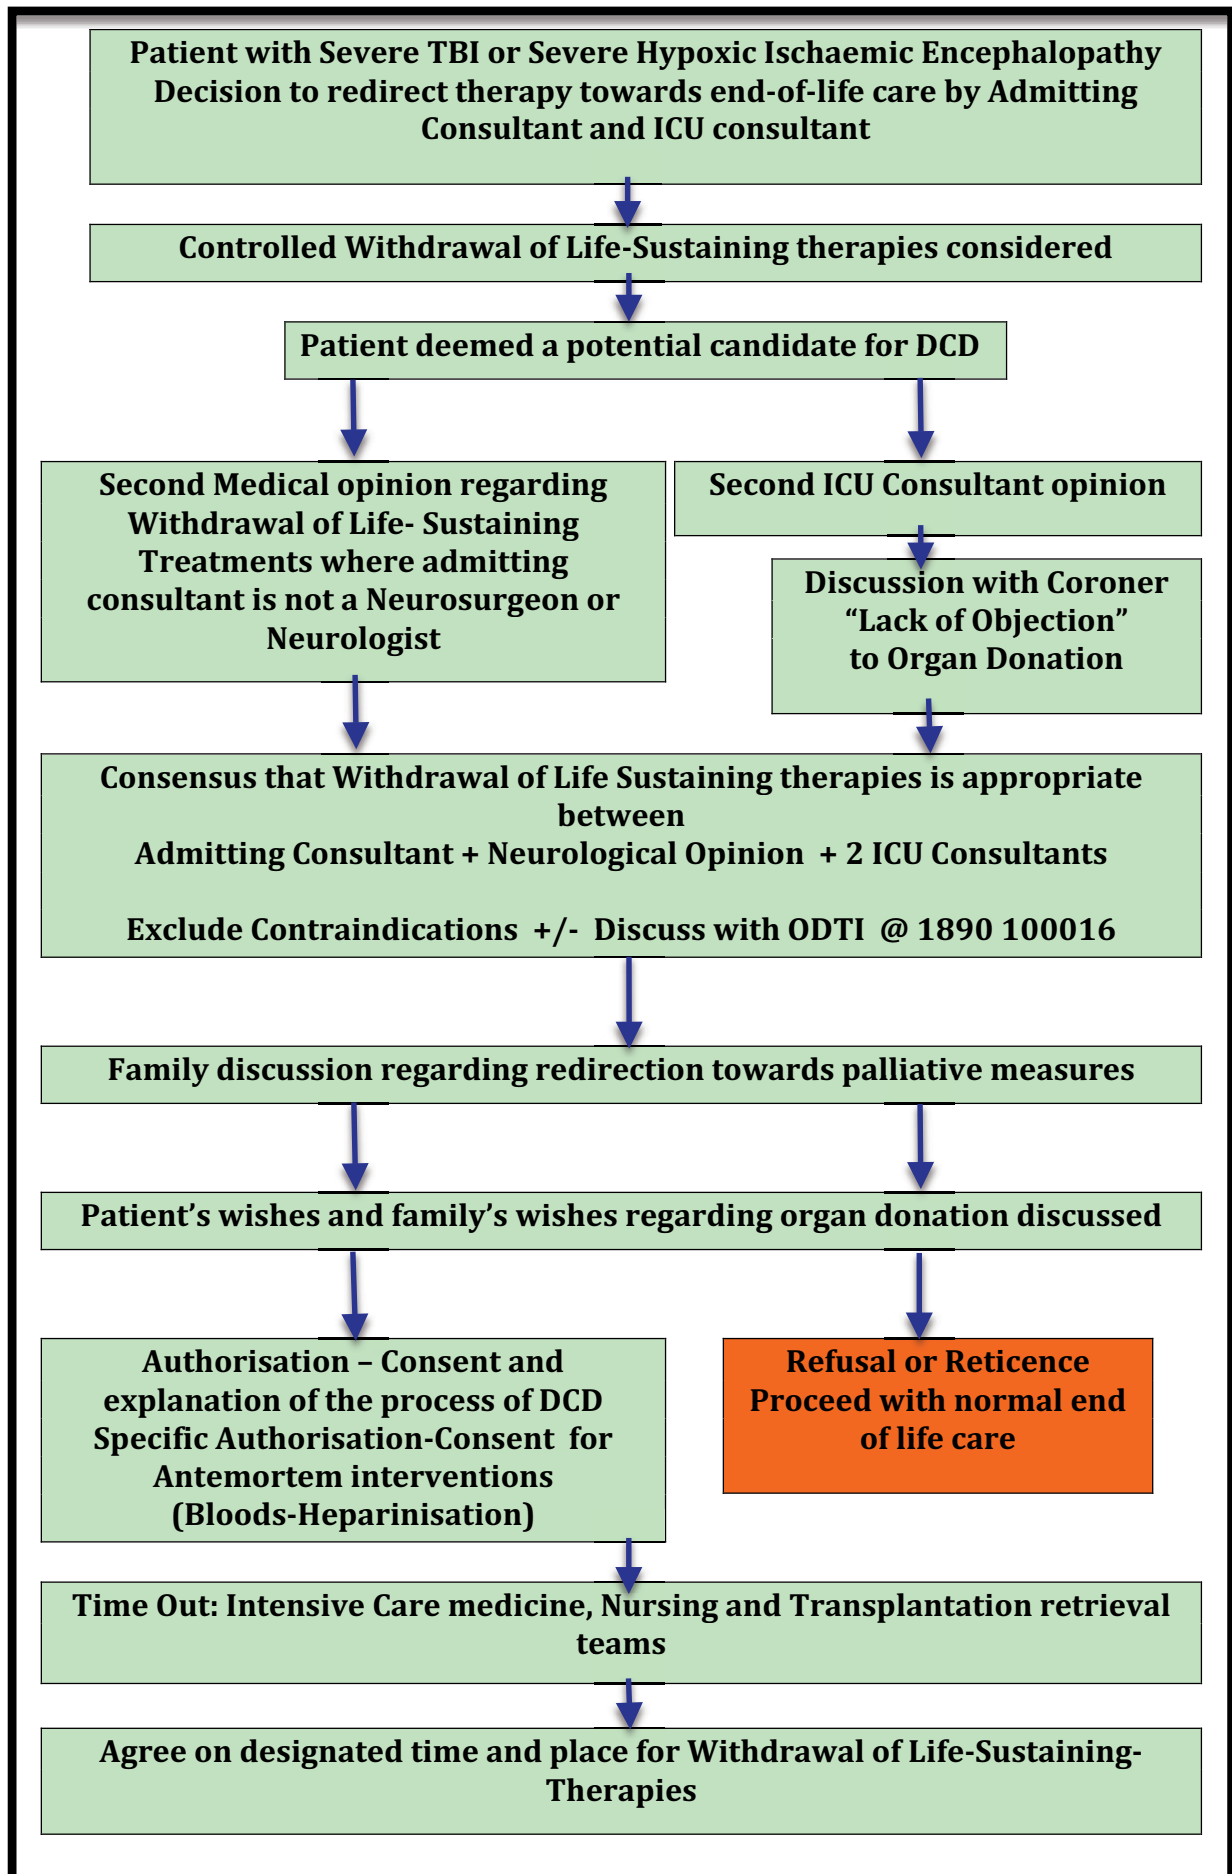 Patient with Severe TBI or Severe Hypoxic Ischaemic Encephalopathy
Decision to redirect therapy towards end-of-life care by Admitting
Consultant and ICU consultant
Controlled Withdrawal of Life-Sustaining therapies considered
Patient deemed a potential candidate for DCD
Second Medical opinion regarding
Withdrawal of Life- Sustaining
Treatments where admitting
consultant is not a Neurosurgeon or
Neurologist
Second ICU Consultant opinion
Discussion with Coroner
“Lack of Objection”
to Organ Donation
Consensus that Withdrawal of Life Sustaining therapies is appropriate
between
Admitting Consultant + Neurological Opinion + 2 ICU Consultants
Exclude Contraindications +/- Discuss with ODTI @ 1890 100016
Family discussion regarding redirection towards palliative measures
Patient’s wishes and family’s wishes regarding organ donation discussed
Authorisation – Consent and
explanation of the process of DCD
Specific Authorisation-Consent for
Antemortem interventions
(Bloods-Heparinisation)
Refusal or Reticence
Proceed with normal end
of life care
Time Out: Intensive Care medicine, Nursing and Transplantation retrieval
teams
Agree on designated time and place for Withdrawal of Life-Sustaining-
Therapies